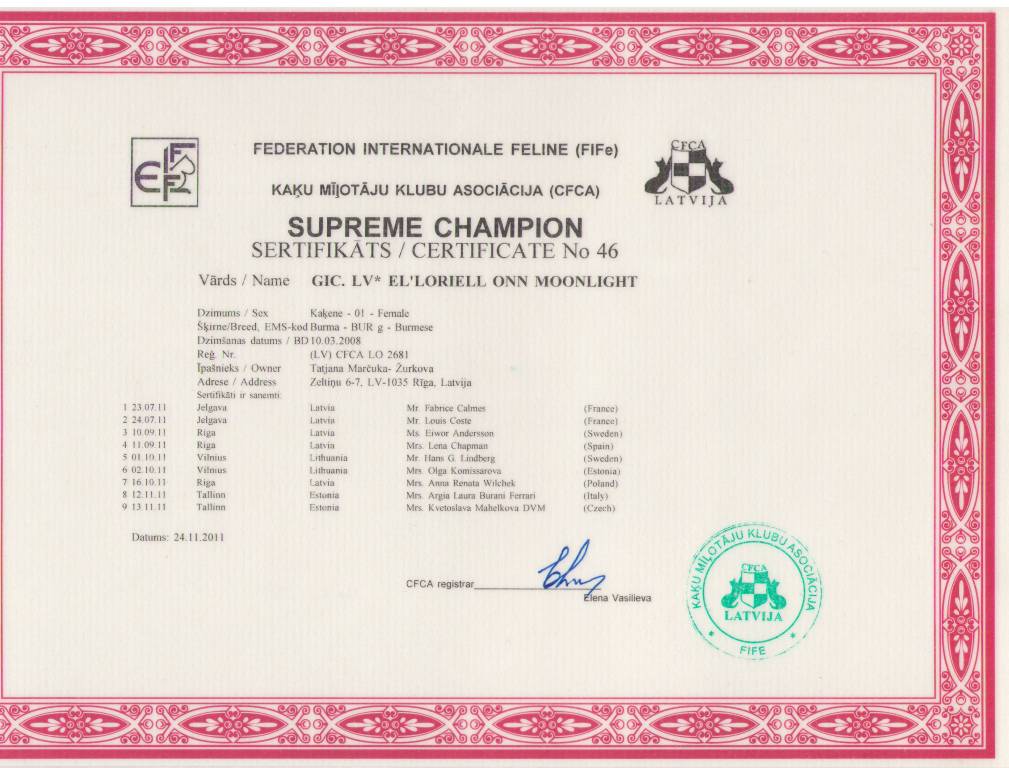 FIFe
FEDERATION INTERNATIONALE FELINE (FIFe)
CFCA
LATVIJA
KAĶU MĪĻOTĀJU KLUBU ASOCIĀCIJA (CFCA)
SUPREME CHAMPION
SERTIFIKĀTS / CERTIFICATE No 46
Vārds / Name GIC. LV* EL'LORIELL ONN MOONLIGHT
Dzimums / Sex Kaķene - 01 - Female
Šķirne/Breed, EMS-kod Burma - BUR g - Burmese
Dzimšanas datums / BD 10.03.2008
Reģ. Nr. (LV) CFCA LO 2681
Īpašnieks / Owner Tatjana Marčuka- Žurkova
Adrese / Address Zeltiņu 6-7, LV-1035 Rīga, Latvija
Sertifikāti ir saņemti:
1 23.07.11 Jelgava Latvia Mr. Fabrice Calmes (France)
2 24.07.11 Jelgava Latvia Mr. Louis Coste (France)
3 10.09.11 Riga Latvia Ms. Eiwor Andersson (Sweden)
4 11.09.11 Riga Latvia Mrs. Lena Chapman (Spain)
5 01.10.11 Vilnius Lithuania Mr. Hans G. Lindberg (Sweden)
6 02.10.11 Vilnius Lithuania Mrs. Olga Komissarova (Estonia)
7 16.10.11 Riga Latvia Mrs. Anna Renata Wilchek (Poland)
8 12.11.11 Tallinn Estonia Mrs. Argia Laura Burani Ferrari (Italy)
9 13.11.11 Tallinn Estonia Mrs. Kvetoslava Mahelkova DVM (Czech)
Datums: 24.11.2011
CFCA registrar
Elena Vasilieva
KAĶU MĪĻOTĀJU KLUBU ASOCIĀCIJA
CFCA
LATVIJA
* FIFE *